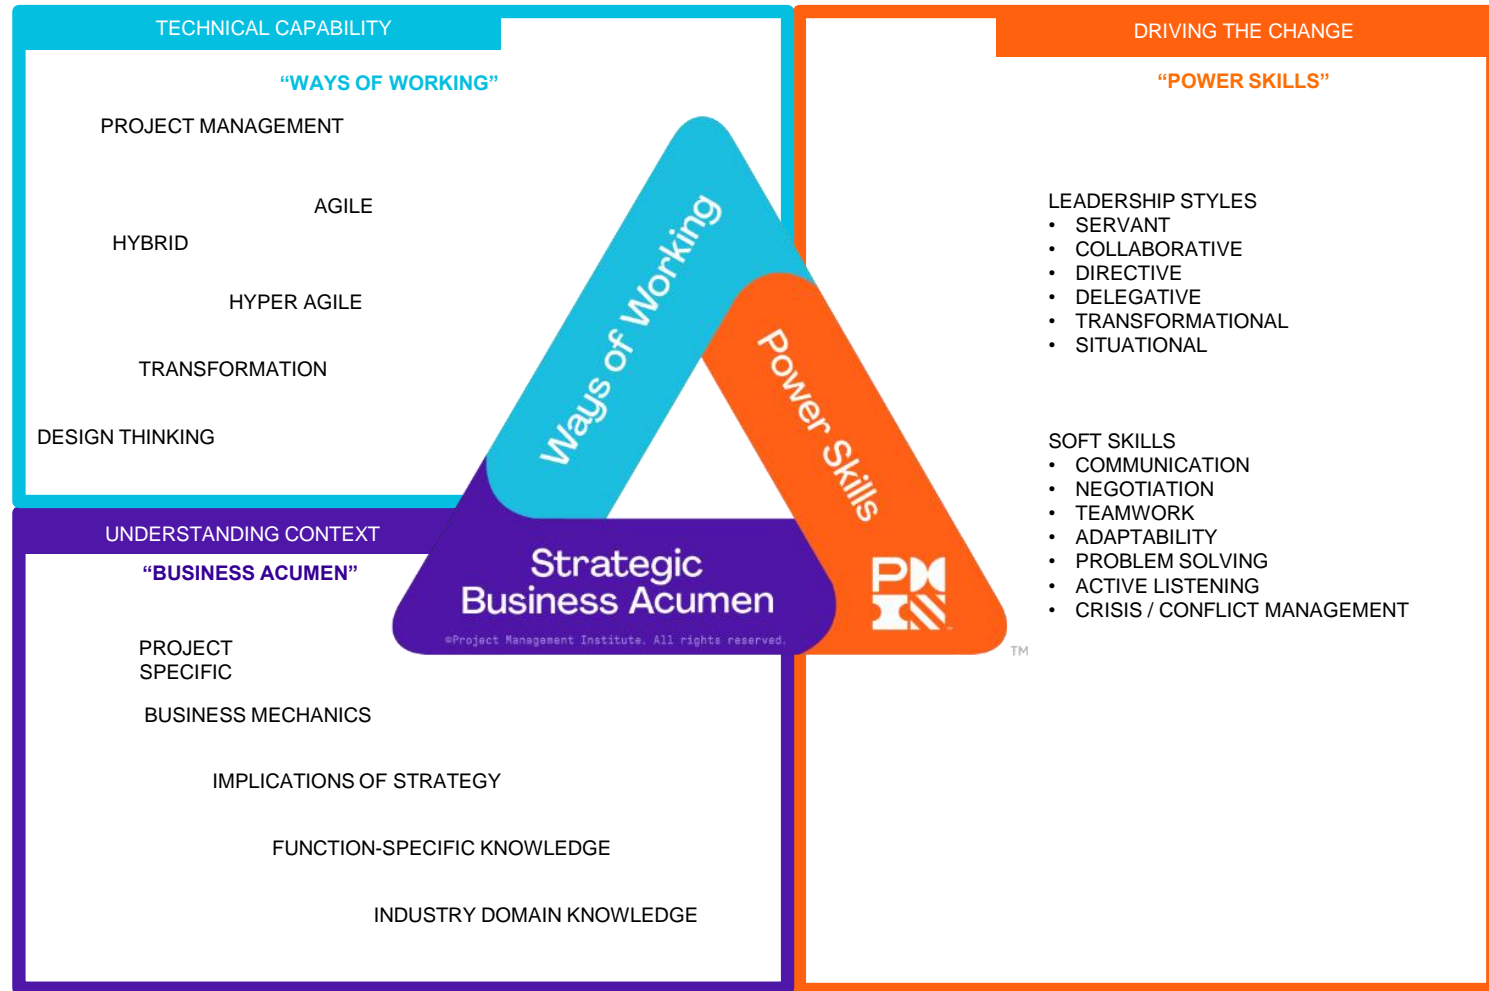 TECHNICAL CAPABILITY
“WAYS OF WORKING”
PROJECT MANAGEMENT
AGILE
HYBRID
HYPER AGILE
TRANSFORMATION
DESIGN THINKING
DRIVING THE CHANGE
“POWER SKILLS”
LEADERSHIP STYLES
• SERVANT
• COLLABORATIVE
• DIRECTIVE
• DELEGATIVE
• TRANSFORMATIONAL
• SITUATIONAL
SOFT SKILLS
• COMMUNICATION
• NEGOTIATION
• TEAMWORK
• ADAPTABILITY
• PROBLEM SOLVING
• ACTIVE LISTENING
• CRISIS / CONFLICT MANAGEMENT
Ways of Working
Power Skills
Strategic
Business Acumen
©Project Management Institute. All rights reserved.
PMI
TM
UNDERSTANDING CONTEXT
“BUSINESS ACUMEN”
PROJECT
SPECIFIC
BUSINESS MECHANICS
IMPLICATIONS OF STRATEGY
FUNCTION-SPECIFIC KNOWLEDGE
INDUSTRY DOMAIN KNOWLEDGE